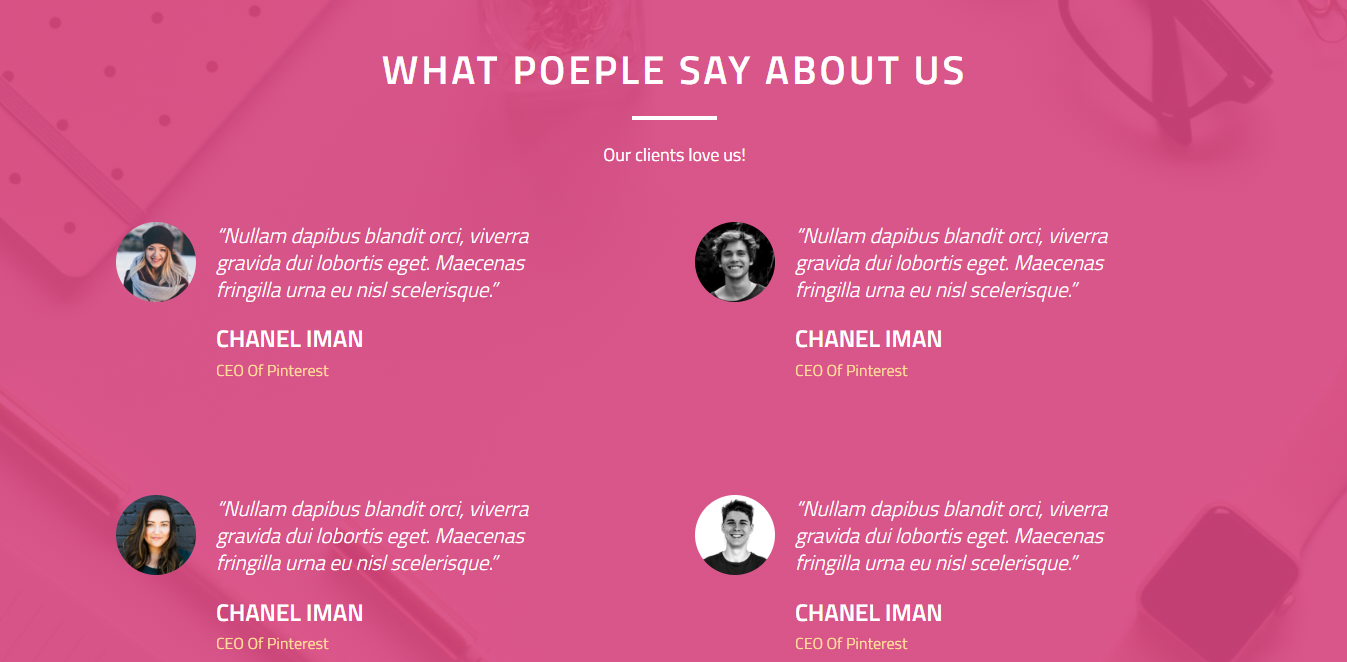 WHAT POEPLE SAY ABOUT US
Our clients love us!
“Nullam dapibus blandit orci, viverra
gravida dui lobortis eget. Maecenas
fringilla urna eu nisl scelerisque.”
CHANEL IMAN
CEO Of Pinterest
“Nullam dapibus blandit orci, viverra
gravida dui lobortis eget. Maecenas
fringilla urna eu nisl scelerisque.”
CHANEL IMAN
CEO Of Pinterest
“Nullam dapibus blandit orci, viverra
gravida dui lobortis eget. Maecenas
fringilla urna eu nisl scelerisque.”
CHANEL IMAN
CEO Of Pinterest
“Nullam dapibus blandit orci, viverra
gravida dui lobortis eget. Maecenas
fringilla urna eu nisl scelerisque.”
CHANEL IMAN
CEO Of Pinterest